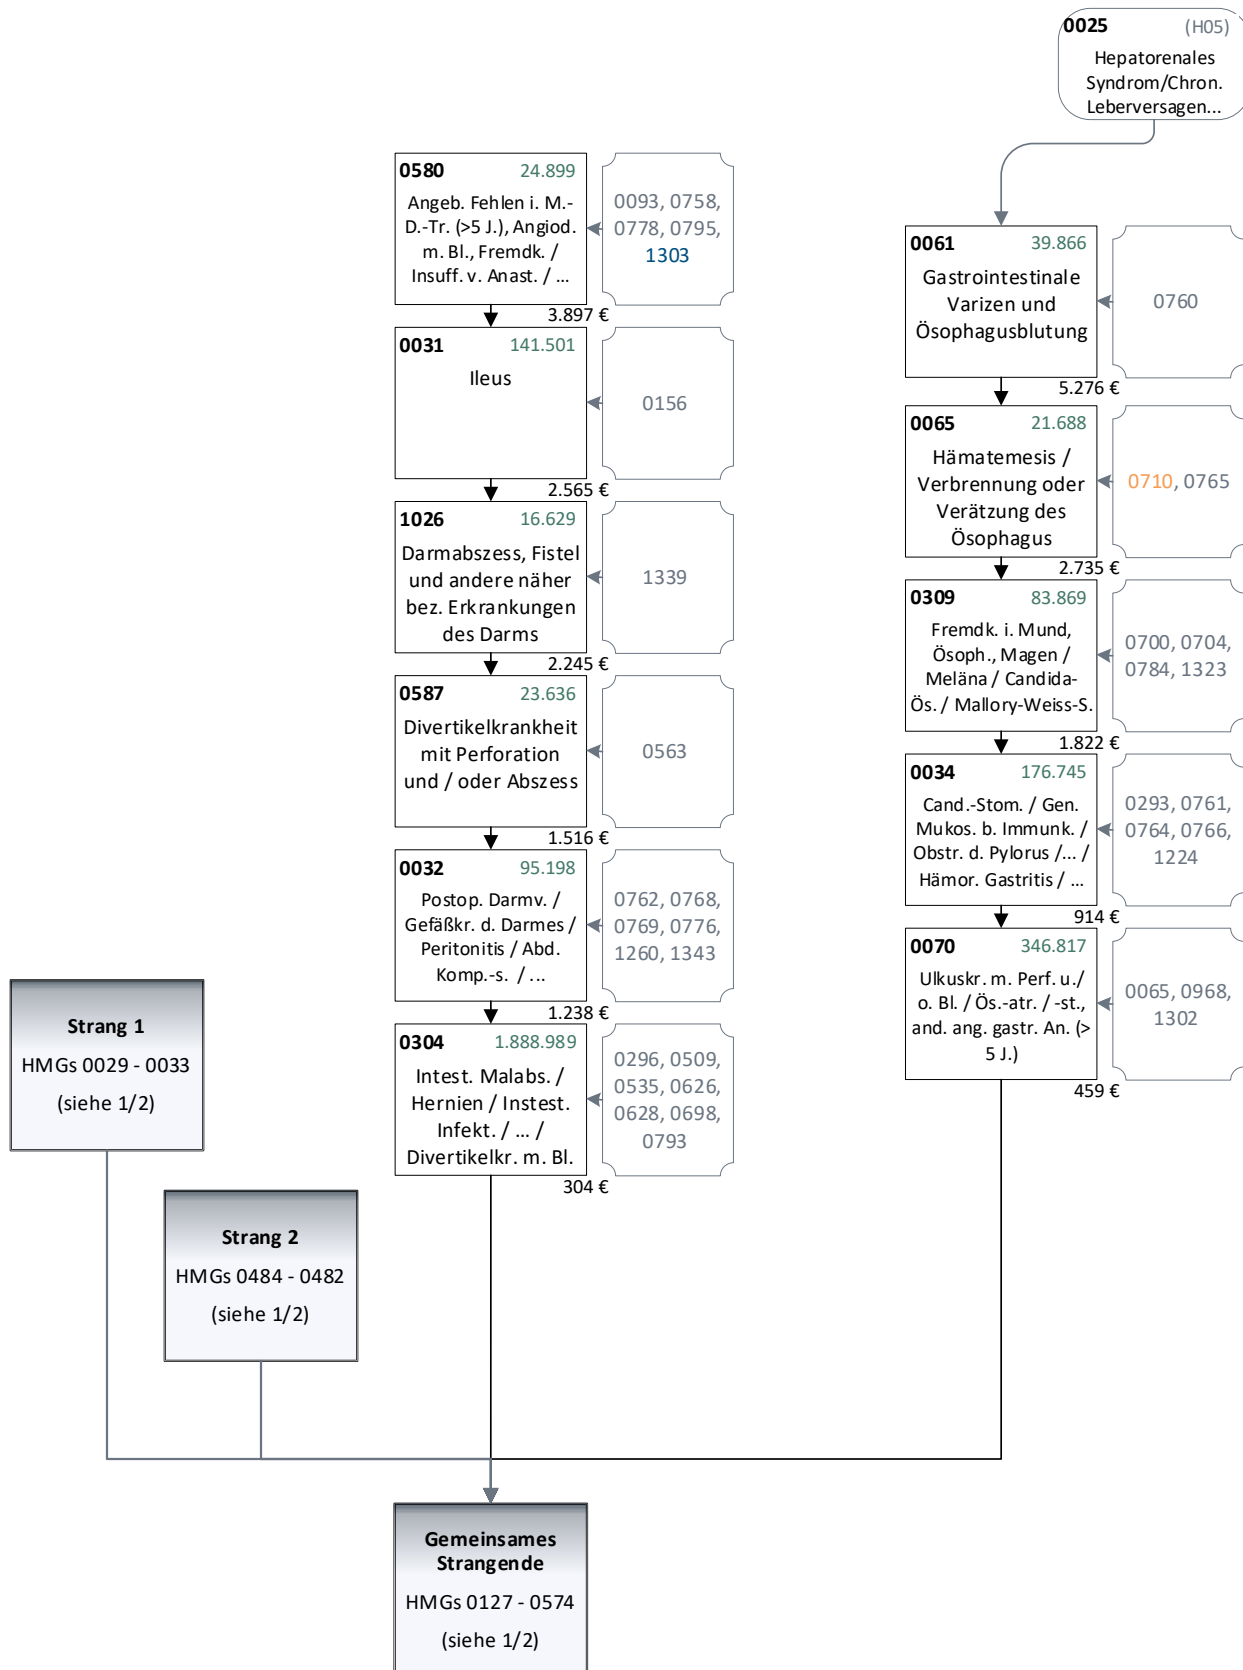 0025 (H05)
Hepatorenales
Syndrom/Chron.
Leberversagen...
0580 24.899
Angeb. Fehlen i. M.-
D.-Tr. (>5 J.), Angiod.
m. Bl., Fremdk. /
Insuff. v. Anast. / ...
0093, 0758,
0778, 0795,
1303
3.897 €
0031 141.501
Ileus
0156
2.565 €
1026 16.629
Darmabszess, Fistel
und andere näher
bez. Erkrankungen
des Darms
1339
2.245 €
0587 23.636
Divertikelkrankheit
mit Perforation
und / oder Abszess
0563
1.516 €
0032 95.198
Postop. Darmv. /
Gefäßkr. d. Darmes /
Peritonitis / Abd.
Komp.-s. / ...
0762, 0768,
0769, 0776,
1260, 1343
1.238 €
0304 1.888.989
Intest. Malabs. /
Hernien / Instest.
Infekt. / ... /
Divertikelkr. m. Bl.
0296, 0509,
0535, 0626,
0628, 0698,
0793
304 €
0061 39.866
Gastrointestinale
Varizen und
Ösophagusblutung
0760
5.276 €
0065 21.688
Hämatemesis /
Verbrennung oder
Verätzung des
Ösophagus
0710, 0765
2.735 €
0309 83.869
Fremdk. i. Mund,
Ösoph., Magen /
Meläna / Candida-
Ös. / Mallory-Weiss-S.
0700, 0704,
0784, 1323
1.822 €
0034 176.745
Cand.-Stom. / Gen.
Mukos. b. Immunk. /
Obstr. d. Pylorus /... /
Hämor. Gastritis / ...
0293, 0761,
0764, 0766,
1224
914 €
0070 346.817
Ulkuskr. m. Perf. u./
o. Bl. / Ös.-atr. / -st.,
and. ang. gastr. An. (>
5 J.)
0065, 0968,
1302
459 €
Strang 1
HMGs 0029 - 0033
(siehe 1/2)
Strang 2
HMGs 0484 - 0482
(siehe 1/2)
Gemeinsames
Strangende
HMGs 0127 - 0574
(siehe 1/2)